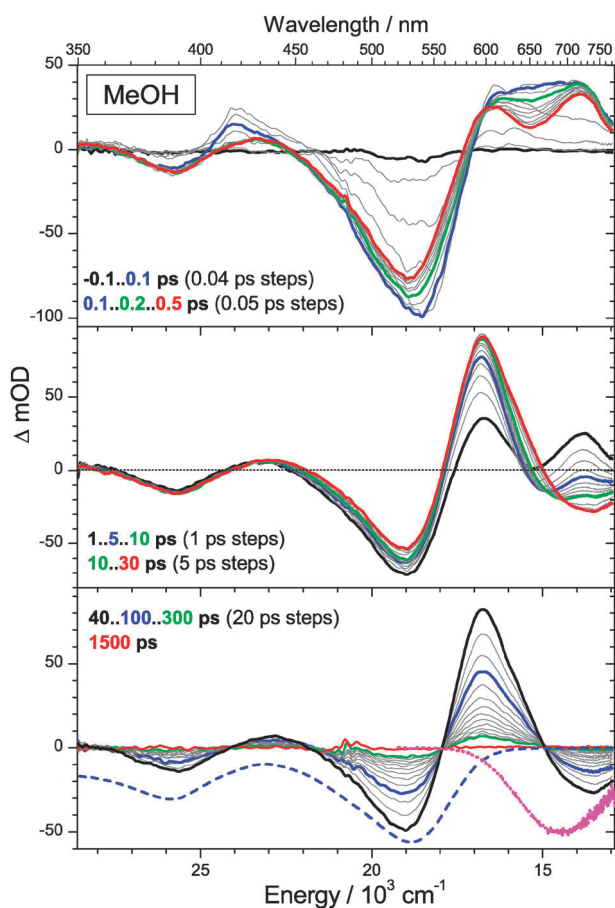 Wavelength / nm
350 400 450 500 550 600 650 700 750
MeOH
50
0
-50
-100
-0.1..0.1 ps (0.04 ps steps)
0.1..0.2..0.5 ps (0.05 ps steps)
Δ mOD
50
0
-50
1..5..10 ps (1 ps steps)
10..30 ps (5 ps steps)
40..100..300 ps (20 ps steps)
1500 ps
50
0
-50
25 20 15
Energy / 10³ cm⁻¹